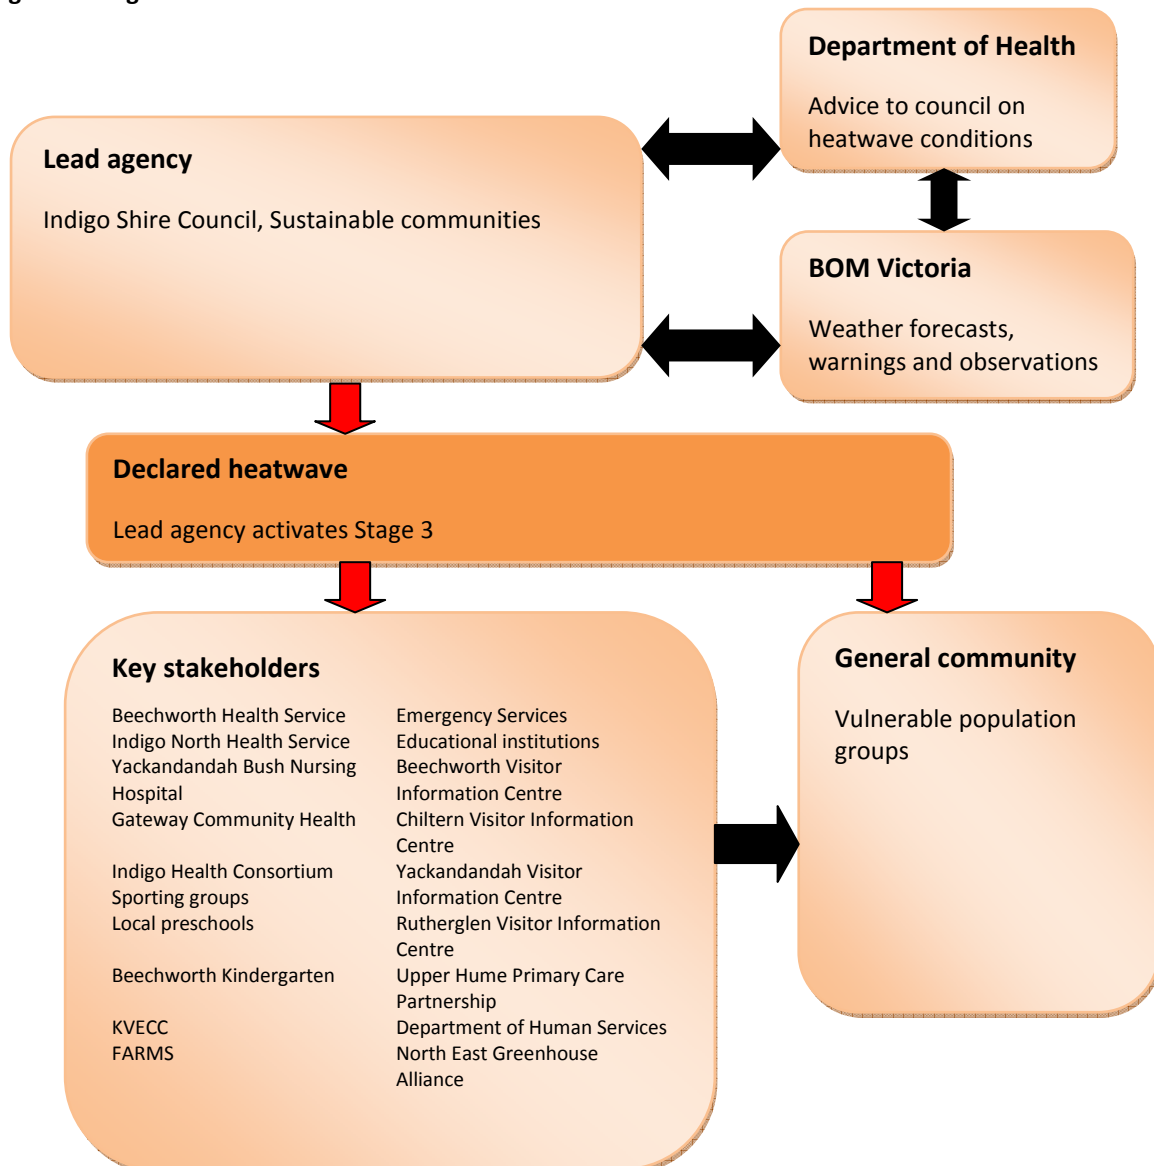 Department of Health
Advice to council on
heatwave conditions
Lead agency
Indigo Shire Council, Sustainable communities
BOM Victoria
Weather forecasts,
warnings and observations
Declared heatwave
Lead agency activates Stage 3
Key stakeholders
Beechworth Health Service
Indigo North Health Service
Yackandandah Bush Nursing
Hospital
Gateway Community Health
Indigo Health Consortium
Sporting groups
Local preschools
Beechworth Kindergarten
KVECC
FARMS
Emergency Services
Educational institutions
Beechworth Visitor
Information Centre
Chiltern Visitor Information
Centre
Yackandandah Visitor
Information Centre
Rutherglen Visitor Information
Centre
Upper Hume Primary Care
Partnership
Department of Human Services
North East Greenhouse
Alliance
General community
Vulnerable population
groups